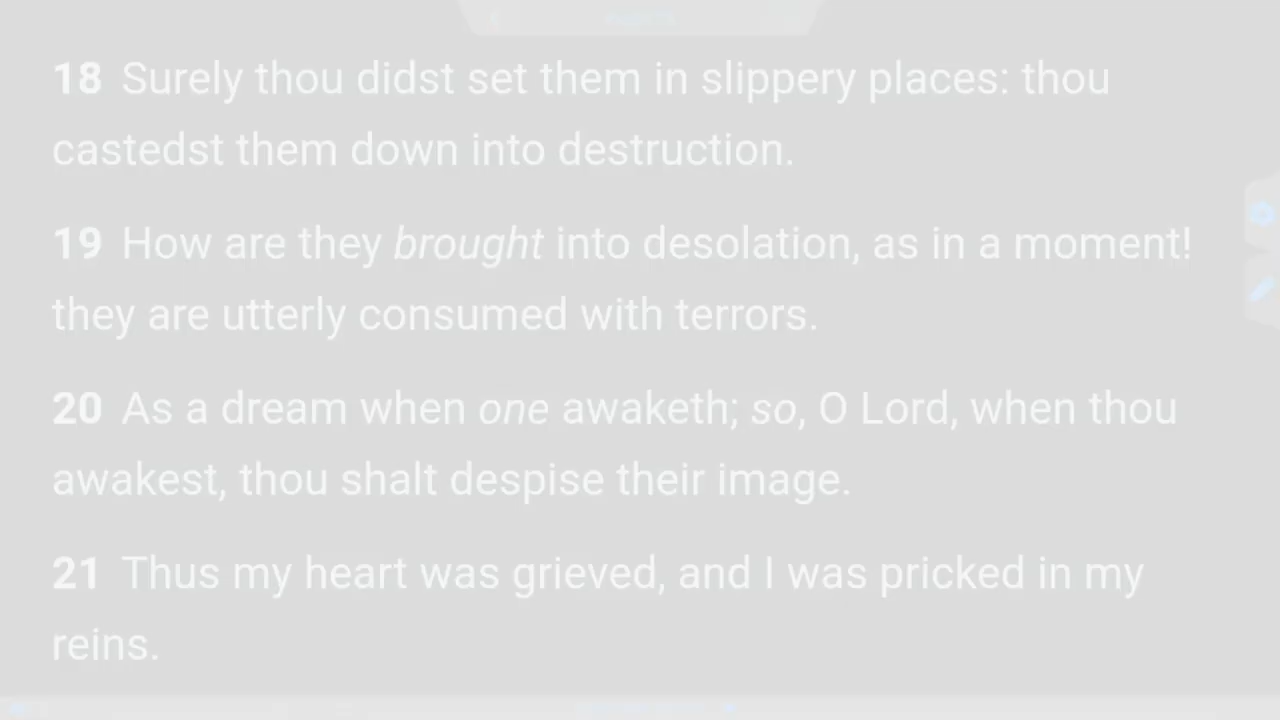 18 Surely thou didst set them in slippery places: thou
castedst them down into destruction.
19 How are they brought into desolation, as in a moment!
they are utterly consumed with terrors.
20 As a dream when one awaketh; so, O Lord, when thou
awakest, thou shalt despise their image.
21 Thus my heart was grieved, and I was pricked in my
reins.